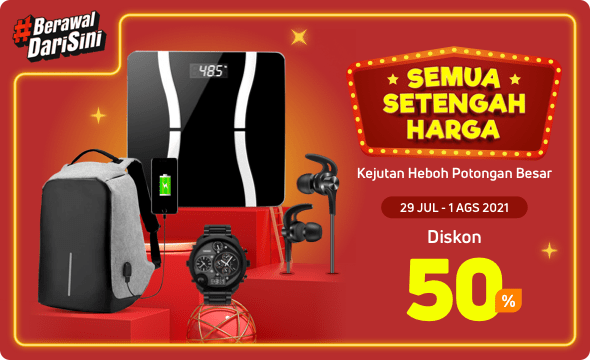 #Berawal
DariSini
485
SEMUA
SETENGAH
HARGA
Kejutan Heboh Potongan Besar
29 JUL - 1 AGS 2021
Diskon
50%